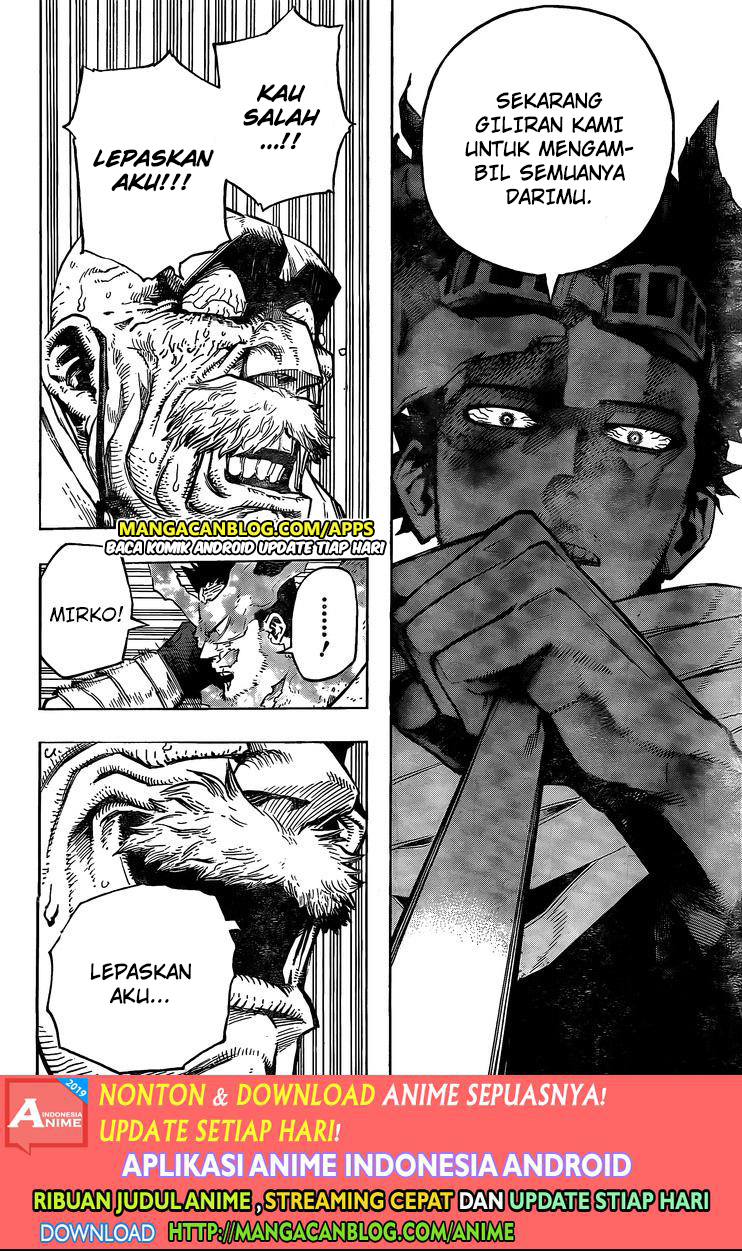 SEKARANG
GILIRAN KAMI
UNTUK MENGAM-
BIL SEMUANYA
DARIMU.
KAU
SALAH
...!!
LEPASKAN
AKU!!!
MANGACANBLOG.COM/APPS
BACA KOMIK ANDROID UPDATE TIAP HARI
......!
MIRKO!
LEPASKAN
AKU...
2019
INDONESIA
ANIME
NONTON & DOWNLOAD ANIME SEPUASNYA!
UPDATE SETIAP HARI!
APLIKASI ANIME INDONESIA ANDROID
RIBUAN JUDUL ANIME , STREAMING CEPAT DAN UPDATE STIAP HARI
DOWNLOAD HTTP://MANGACANBLOG.COM/ANIME